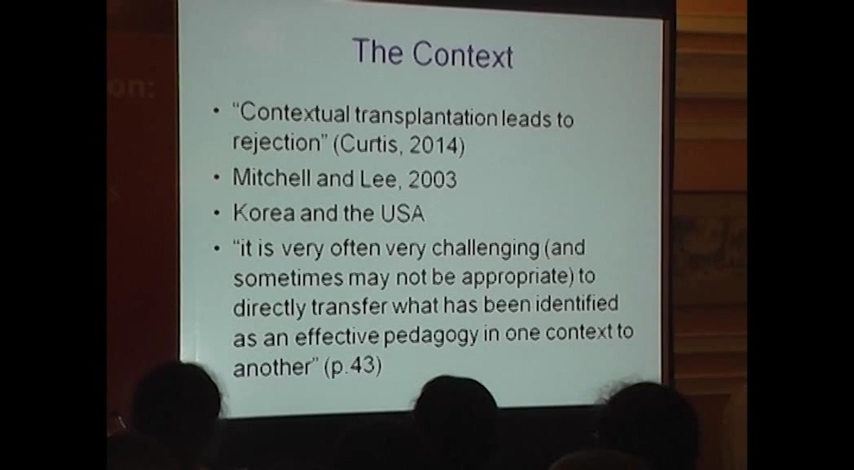 The Context
• “Contextual transplantation leads to
rejection” (Curtis, 2014)
• Mitchell and Lee, 2003
• Korea and the USA
• “it is very often very challenging (and
sometimes may not be appropriate) to
directly transfer what has been identified
as an effective pedagogy in one context to
another” (p.43)
on: